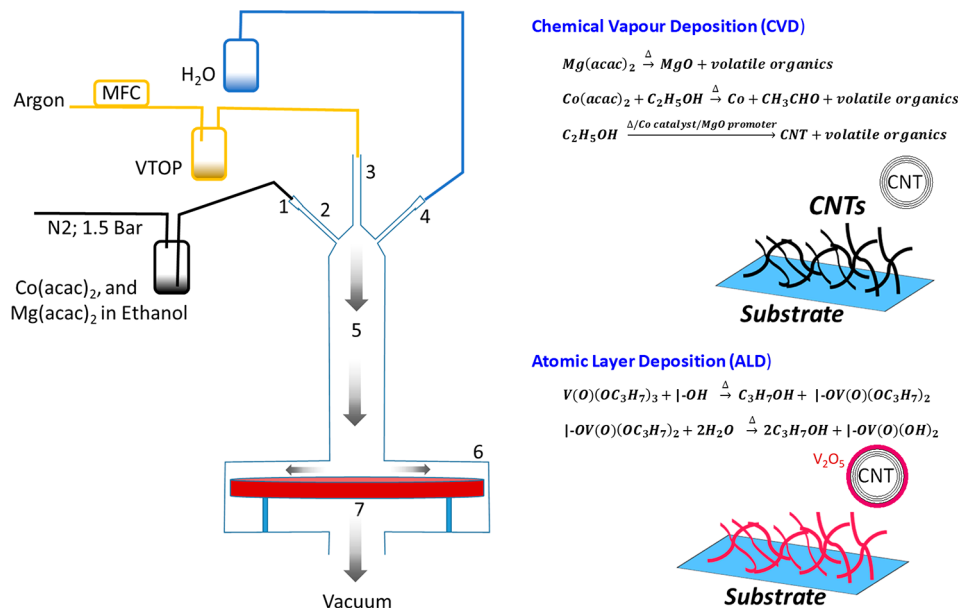 H₂O
Argon
MFC
VTOP
N2; 1.5 Bar
Co(acac)₂, and
Mg(acac)₂ in Ethanol
1
2
3
4
5
6
7
Vacuum
Chemical Vapour Deposition (CVD)
Mg(acac)₂ →^Δ MgO + volatile organics
Co(acac)₂ + C₂H₅OH →^Δ Co + CH₃CHO + volatile organics
C₂H₅OH →^Δ/Co catalyst/MgO promoter CNT + volatile organics
CNT
CNTs
Substrate
Atomic Layer Deposition (ALD)
V(O)(OC₃H₇)₃ + |-OH →^Δ C₃H₇OH + |-OV(O)(OC₃H₇)₂
|-OV(O)(OC₃H₇)₂ + 2H₂O →^Δ 2C₃H₇OH + |-OV(O)(OH)₂
V₂O₅
CNT
Substrate